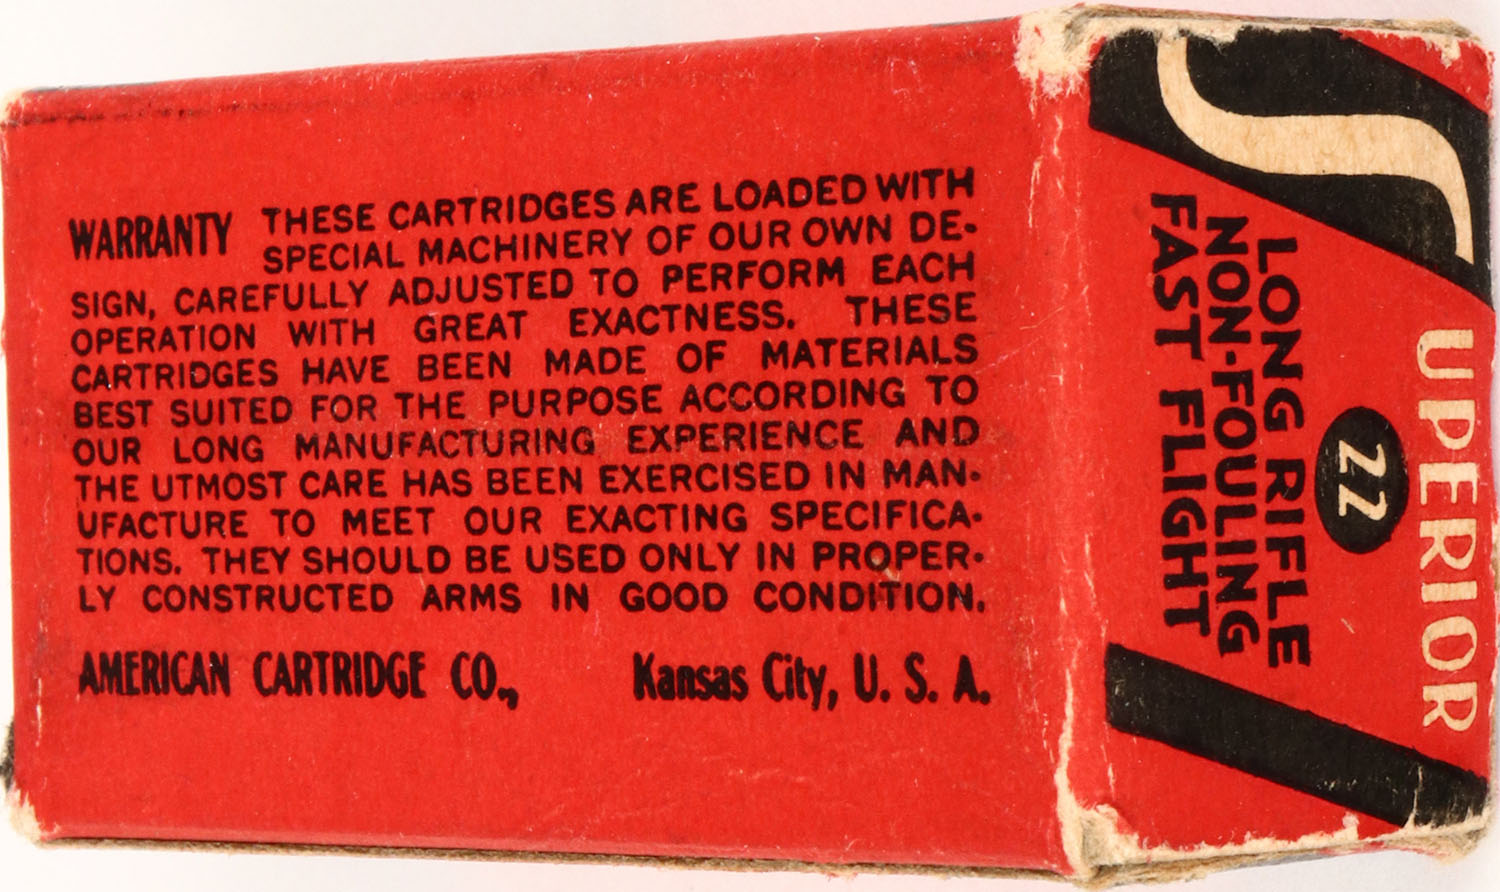 WARRANTY THESE CARTRIDGES ARE LOADED WITH
SPECIAL MACHINERY OF OUR OWN DE-
SIGN, CAREFULLY ADJUSTED TO PERFORM EACH
OPERATION WITH GREAT EXACTNESS. THESE
CARTRIDGES HAVE BEEN MADE OF MATERIALS
BEST SUITED FOR THE PURPOSE ACCORDING TO
OUR LONG MANUFACTURING EXPERIENCE AND
THE UTMOST CARE HAS BEEN EXERCISED IN MAN-
UFACTURE TO MEET OUR EXACTING SPECIFICA-
TIONS. THEY SHOULD BE USED ONLY IN PROPER-
LY CONSTRUCTED ARMS IN GOOD CONDITION.
AMERICAN CARTRIDGE CO., Kansas City, U. S. A.
SUPERIOR
22
LONG RIFLE
NON-FOULING
FAST FLIGHT